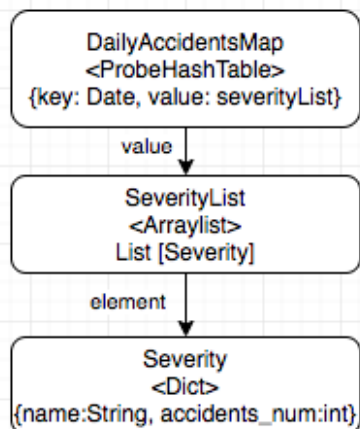 DailyAccidentsMap
<ProbeHashTable>
{key: Date, value: severityList}
value
SeverityList
<Arraylist>
List [Severity]
element
Severity
<Dict>
{name:String, accidents_num:int}